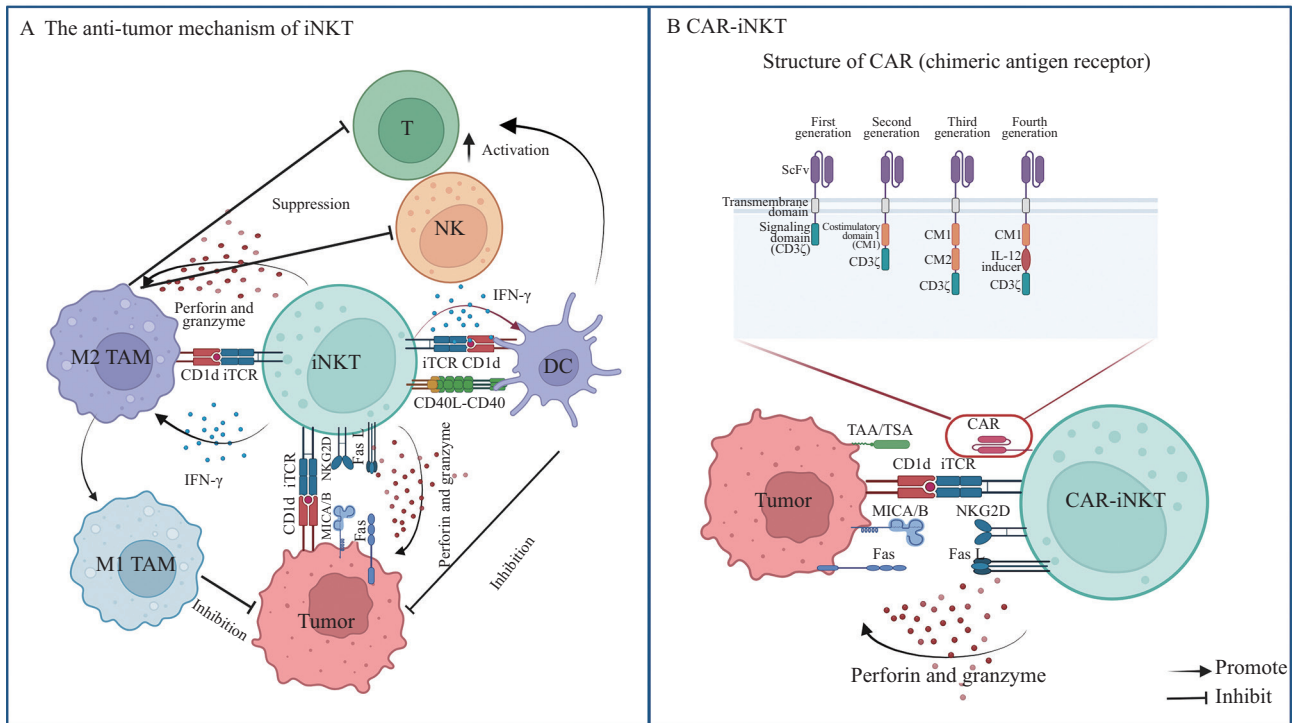 A The anti-tumor mechanism of iNKT
T
Activation
Suppression
NK
IFN-γ
Perforin and
granzyme
M2 TAM
iNKT
DC
CD1d iTCR
iTCR CD1d
CD40L-CD40
IFN-γ
CD1d iTCR
NKG2D
Fas L
MICA/B
Fas
Perforin and granzyme
Inhibition
M1 TAM
Inhibition
Tumor
B CAR-iNKT
Structure of CAR (chimeric antigen receptor)
First
generation
Second
generation
Third
generation
Fourth
generation
ScFv
Transmembrane
domain
Signaling
domain
(CD3ζ)
Costimulatory
domain 1
(CM1)
CD3ζ
CM1
CM2
CD3ζ
CM1
IL-12
inducer
CD3ζ
TAA/TSA
CAR
CD1d iTCR
Tumor
CAR-iNKT
MICA/B
NKG2D
Fas
Fas L
Perforin and granzyme
Promote
Inhibit